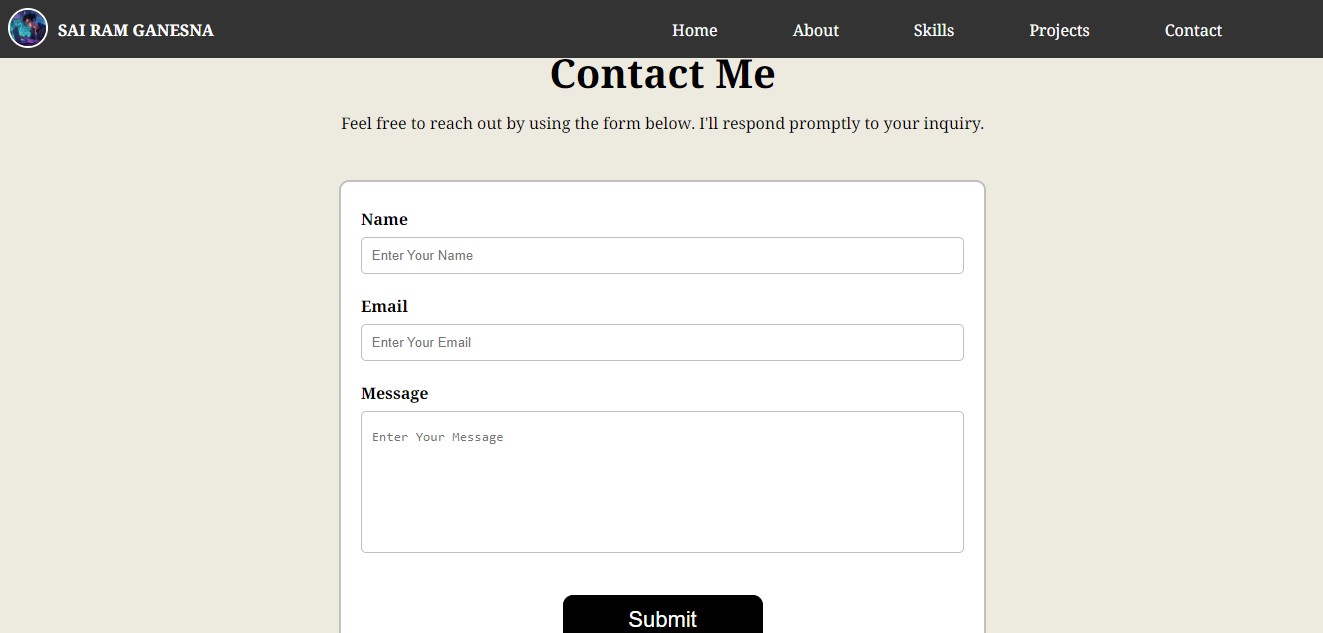 SAI RAM GANESNA
Home
About
Skills
Projects
Contact
Contact Me
Feel free to reach out by using the form below. I'll respond promptly to your inquiry.
Name
Enter Your Name
Email
Enter Your Email
Message
Enter Your Message
Submit